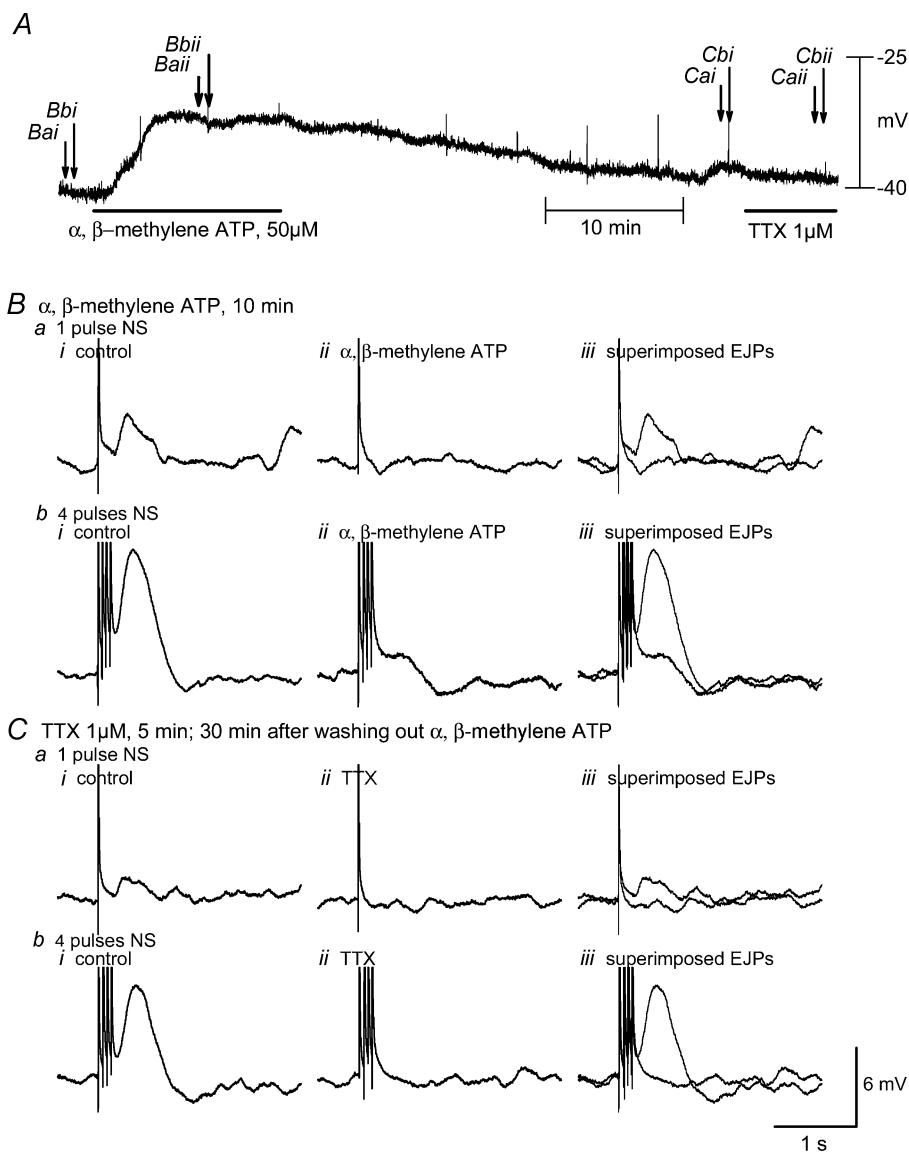 A
Bbii
Baii
Bbi
Bai
Cbi
Cai
Cbii
Caii
-25
mV
-40
α, β–methylene ATP, 50µM
10 min
TTX 1µM
B α, β-methylene ATP, 10 min
a 1 pulse NS
i control
ii α, β-methylene ATP
iii superimposed EJPs
b 4 pulses NS
i control
ii α, β-methylene ATP
iii superimposed EJPs
C TTX 1µM, 5 min; 30 min after washing out α, β-methylene ATP
a 1 pulse NS
i control
ii TTX
iii superimposed EJPs
b 4 pulses NS
i control
ii TTX
iii superimposed EJPs
6 mV
1 s